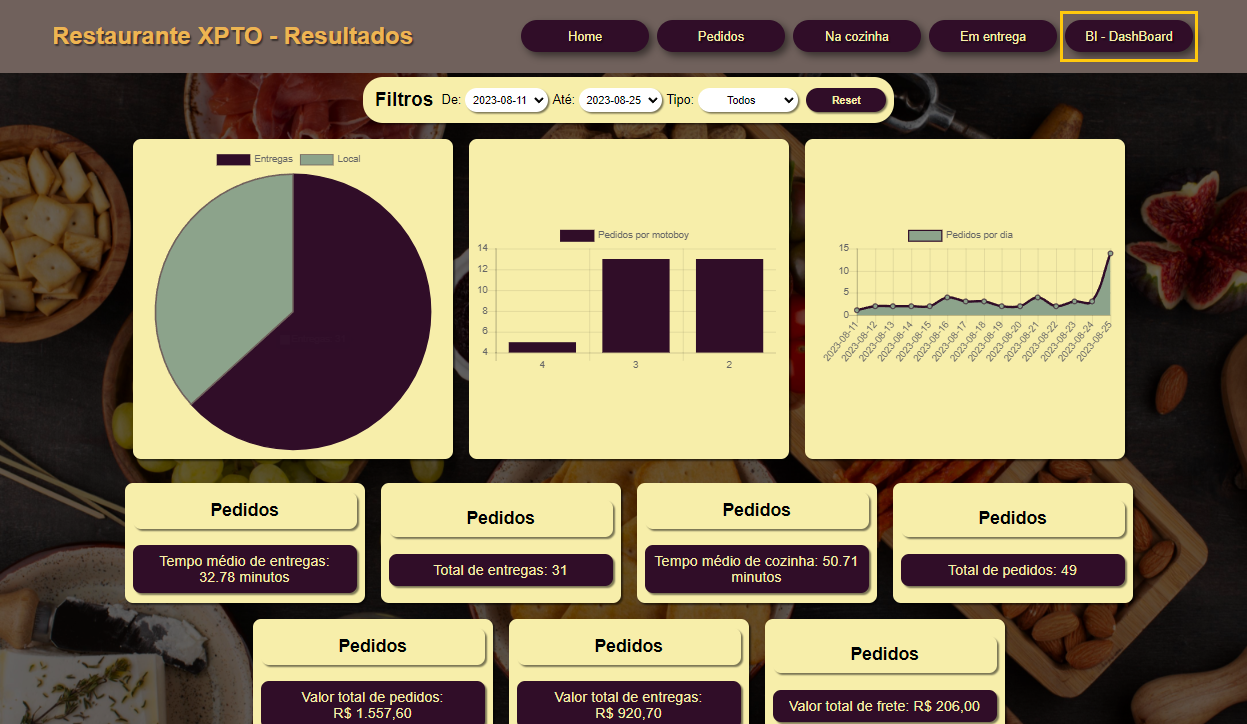 Restaurante XPTO - Resultados
Home
Pedidos
Na cozinha
Em entrega
BI - DashBoard
Filtros De: 2023-08-11 Até: 2023-08-25 Tipo: Todos Reset
Entregas Local
Pedidos por motoboy
14
12
10
8
6
4
4 3 2
Pedidos por dia
15
10
5
0
2023-08-11
2023-08-12
2023-08-13
2023-08-14
2023-08-15
2023-08-16
2023-08-17
2023-08-18
2023-08-19
2023-08-20
2023-08-21
2023-08-22
2023-08-23
2023-08-24
2023-08-25
Pedidos
Tempo médio de entregas:
32.78 minutos
Pedidos
Total de entregas: 31
Pedidos
Tempo médio de cozinha: 50.71
minutos
Pedidos
Total de pedidos: 49
Pedidos
Valor total de pedidos:
R$ 1.557,60
Pedidos
Valor total de entregas:
R$ 920,70
Pedidos
Valor total de frete: R$ 206,00